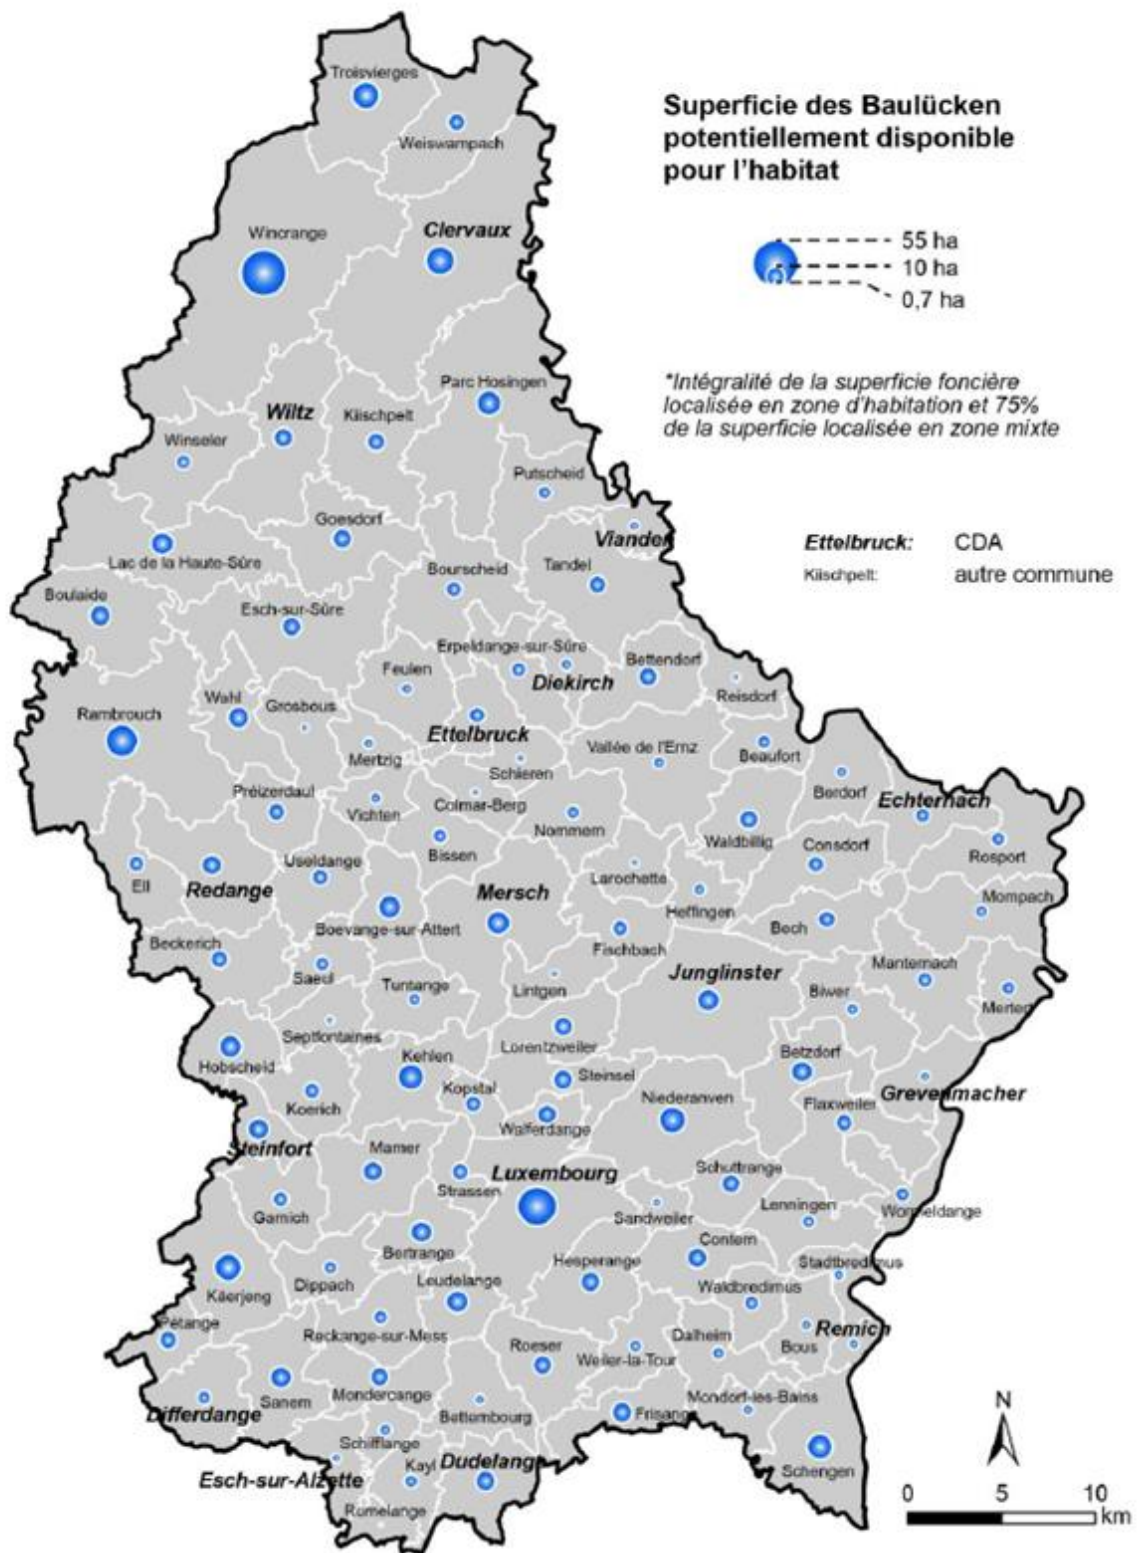 Troisvierges
Weiswampach
Superficie des Baulücken
potentiellement disponible
pour l'habitat
55 ha
10 ha
0,7 ha
Wincrange
Clervaux
*Intégralité de la superficie foncière
localisée en zone d'habitation et 75%
de la superficie localisée en zone mixte
Parc Hosingen
Wiltz
Kiischpelt
Winseler
Putscheid
Goesdorf
Vianden
Ettelbruck: CDA
Kiischpelt: autre commune
Lac de la Haute-Sûre
Bourscheid
Tandel
Boulaide
Esch-sur-Sûre
Erpeldange-sur-Sûre
Feulen
Bettendorf
Diekirch
Reisdorf
Wahl
Grosbous
Rambrouch
Ettelbruck
Vallée de l'Ernz
Beaufort
Mertzig
Schieren
Berdorf
Echternach
Préizerdaul
Vichten
Colmar-Berg
Nommern
Waldbillig
Consdorf
Rosport
Ell
Redange
Useldange
Bissen
Larochette
Mersch
Heffingen
Mompach
Boevange-sur-Attert
Fischbach
Bech
Beckerich
Saeul
Tuntange
Lintgen
Junglinster
Manternach
Biwer
Mertert
Septfontaines
Lorentzweiler
Hobscheid
Kehlen
Steinsel
Betzdorf
Koerich
Kopstal
Niederanven
Flaxweiler
Grevenmacher
Walferdange
Steinfort
Mamer
Strassen
Luxembourg
Schuttrange
Garnich
Sandweiler
Lenningen
Wormeldange
Bertrange
Hesperange
Contern
Stadtbredimus
Käerjeng
Dippach
Leudelange
Waldbredimus
Pétange
Reckange-sur-Mess
Roeser
Weiler-la-Tour
Dalheim
Bous
Remich
Sanem
Mondercange
Differdange
Bettembourg
Frisange
Mondorf-les-Bains
Schifflange
Esch-sur-Alzette
Kayl
Dudelange
Schengen
Rumelange
N
0 5 10
km